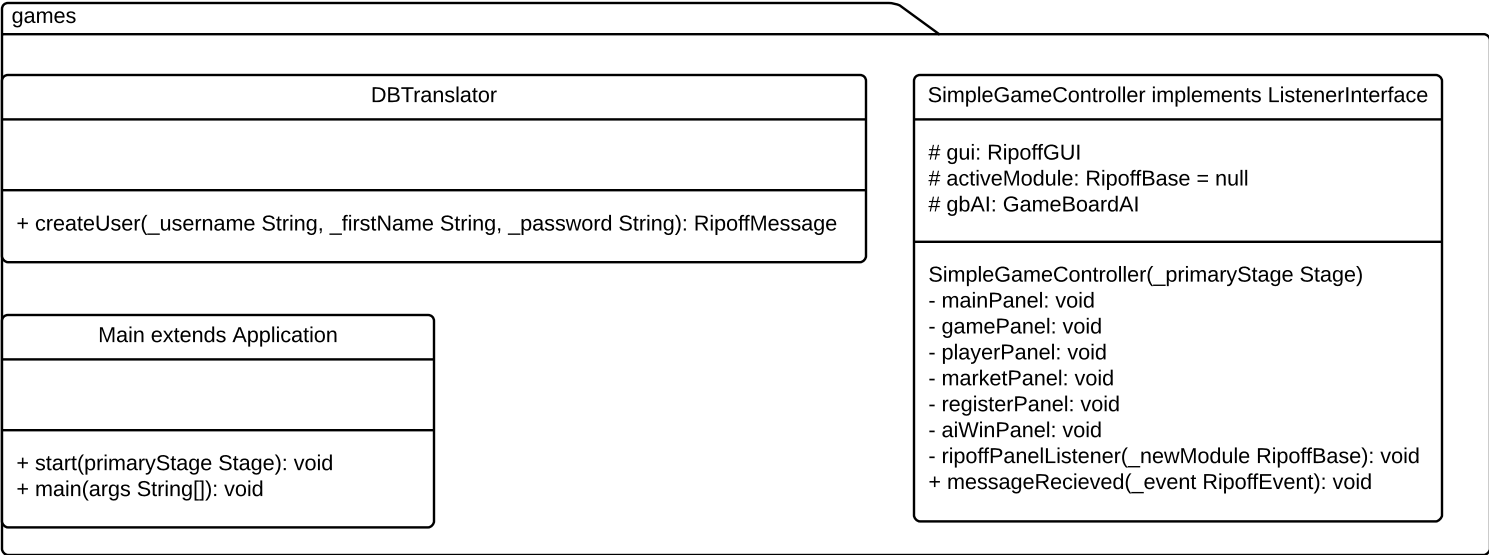 games
DBTranslator
+ createUser(_username String, _firstName String, _password String): RipoffMessage
Main extends Application
+ start(primaryStage Stage): void
+ main(args String[]): void
SimpleGameController implements ListenerInterface
# gui: RipoffGUI
# activeModule: RipoffBase = null
# gbAI: GameBoardAI
SimpleGameController(_primaryStage Stage)
- mainPanel: void
- gamePanel: void
- playerPanel: void
- marketPanel: void
- registerPanel: void
- aiWinPanel: void
- ripoffPanelListener(_newModule RipoffBase): void
+ messageRecieved(_event RipoffEvent): void